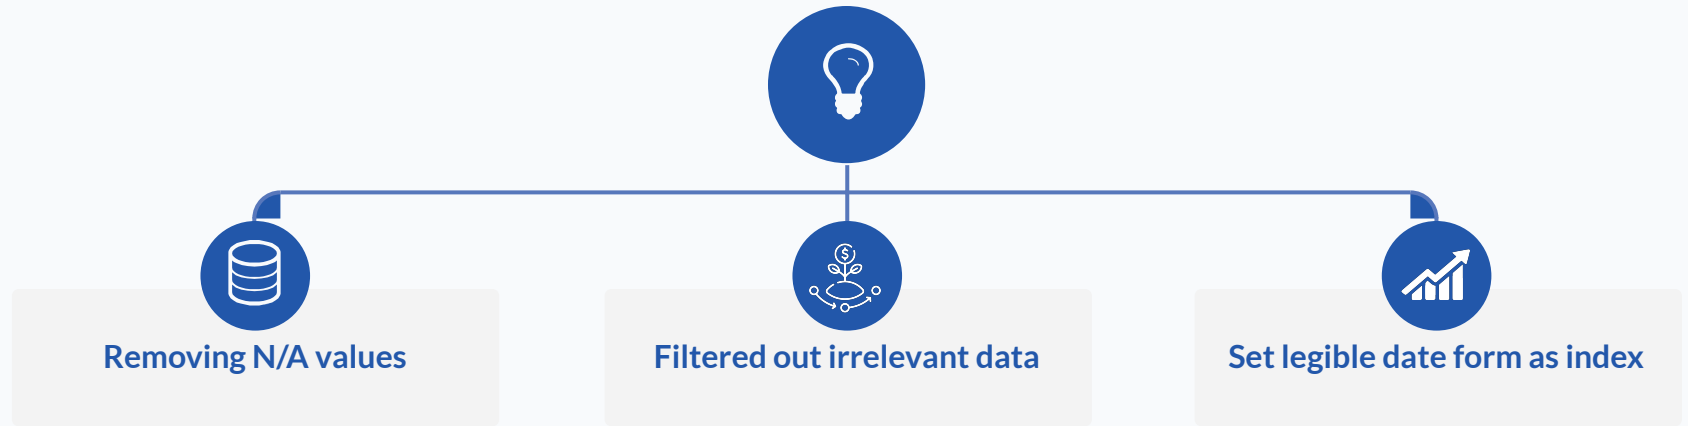 Removing N/A values
Filtered out irrelevant data
Set legible date form as index
$